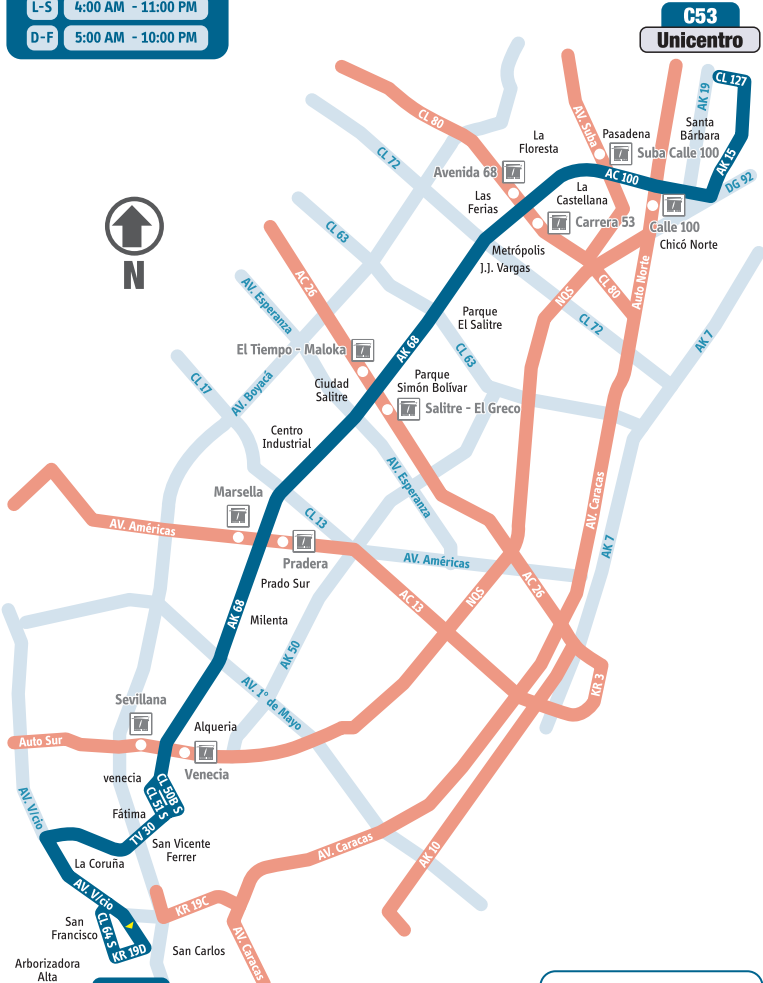 L-S 4:00 AM - 11:00 PM
D-F 5:00 AM - 10:00 PM
C53
Unicentro
CL 127
AK 19
CL 80
AV. Suba
Santa
Bárbara
La
Floresta
Pasadena
Suba Calle 100
AK 15
CL 72
Avenida 68
AC 100
DG 92
La
Castellana
Las
Ferias
Carrera 53
Calle 100
Chicó Norte
CL 63
Metrópolis
J.J. Vargas
Auto Norte
AC 26
AV. Esperanza
NQS
CL 80
N
Parque
El Salitre
CL 72
AK 7
El Tiempo - Maloka
AK 68
CL 63
CL 17
AV. Boyacá
Ciudad
Salitre
Parque
Simón Bolívar
Salitre - El Greco
Centro
Industrial
AV. Esperanza
Marsella
AV. Caracas
CL 13
AV. Américas
Pradera
AV. Américas
AK 7
Prado Sur
AC 13
NQS
AC 26
AK 68
Milenta
AK 50
KR 3
AV. 1° de Mayo
Sevillana
Alqueria
Auto Sur
Venecia
venecia
CL 50B S
CL 51 S
AV. V/cio
Fátima
TV 30
San Vicente
Ferrer
AV. Caracas
AK 10
La Coruña
AV. V/cio
KR 19C
San
Francisco
CL 64 S
KR 19D
San Carlos
AV. Caracas
Arborizadora
Alta